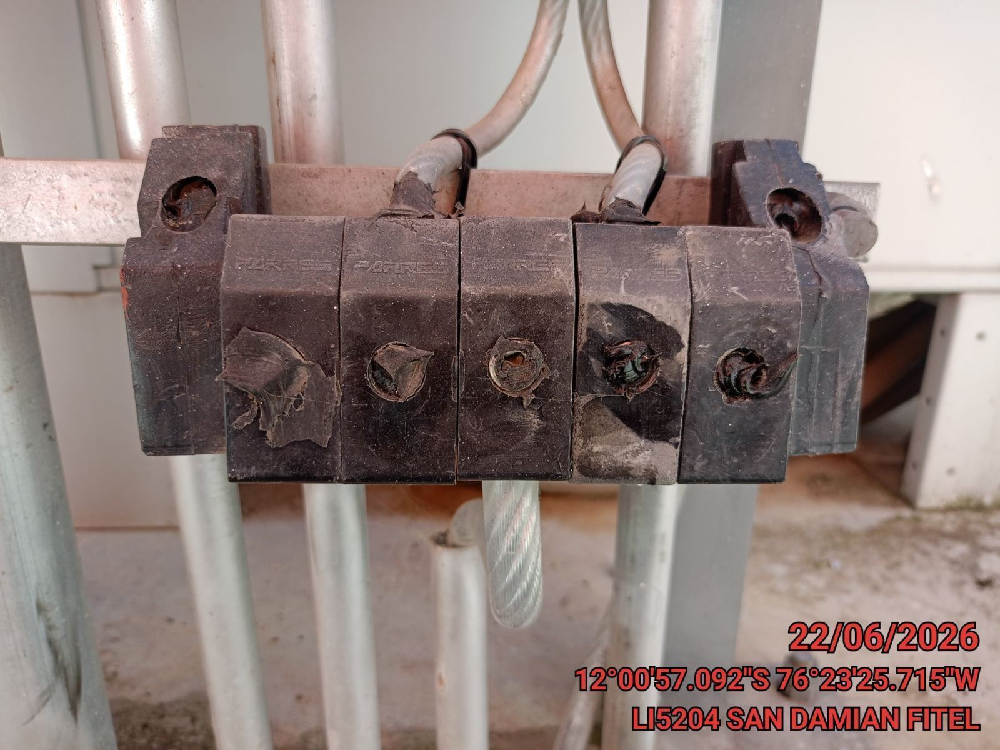 PARRES
PARRES
PARRES
PARRES
22/06/2026
12°00'57.092"S 76°23'25.715"W
LI5204 SAN DAMIAN FITEL